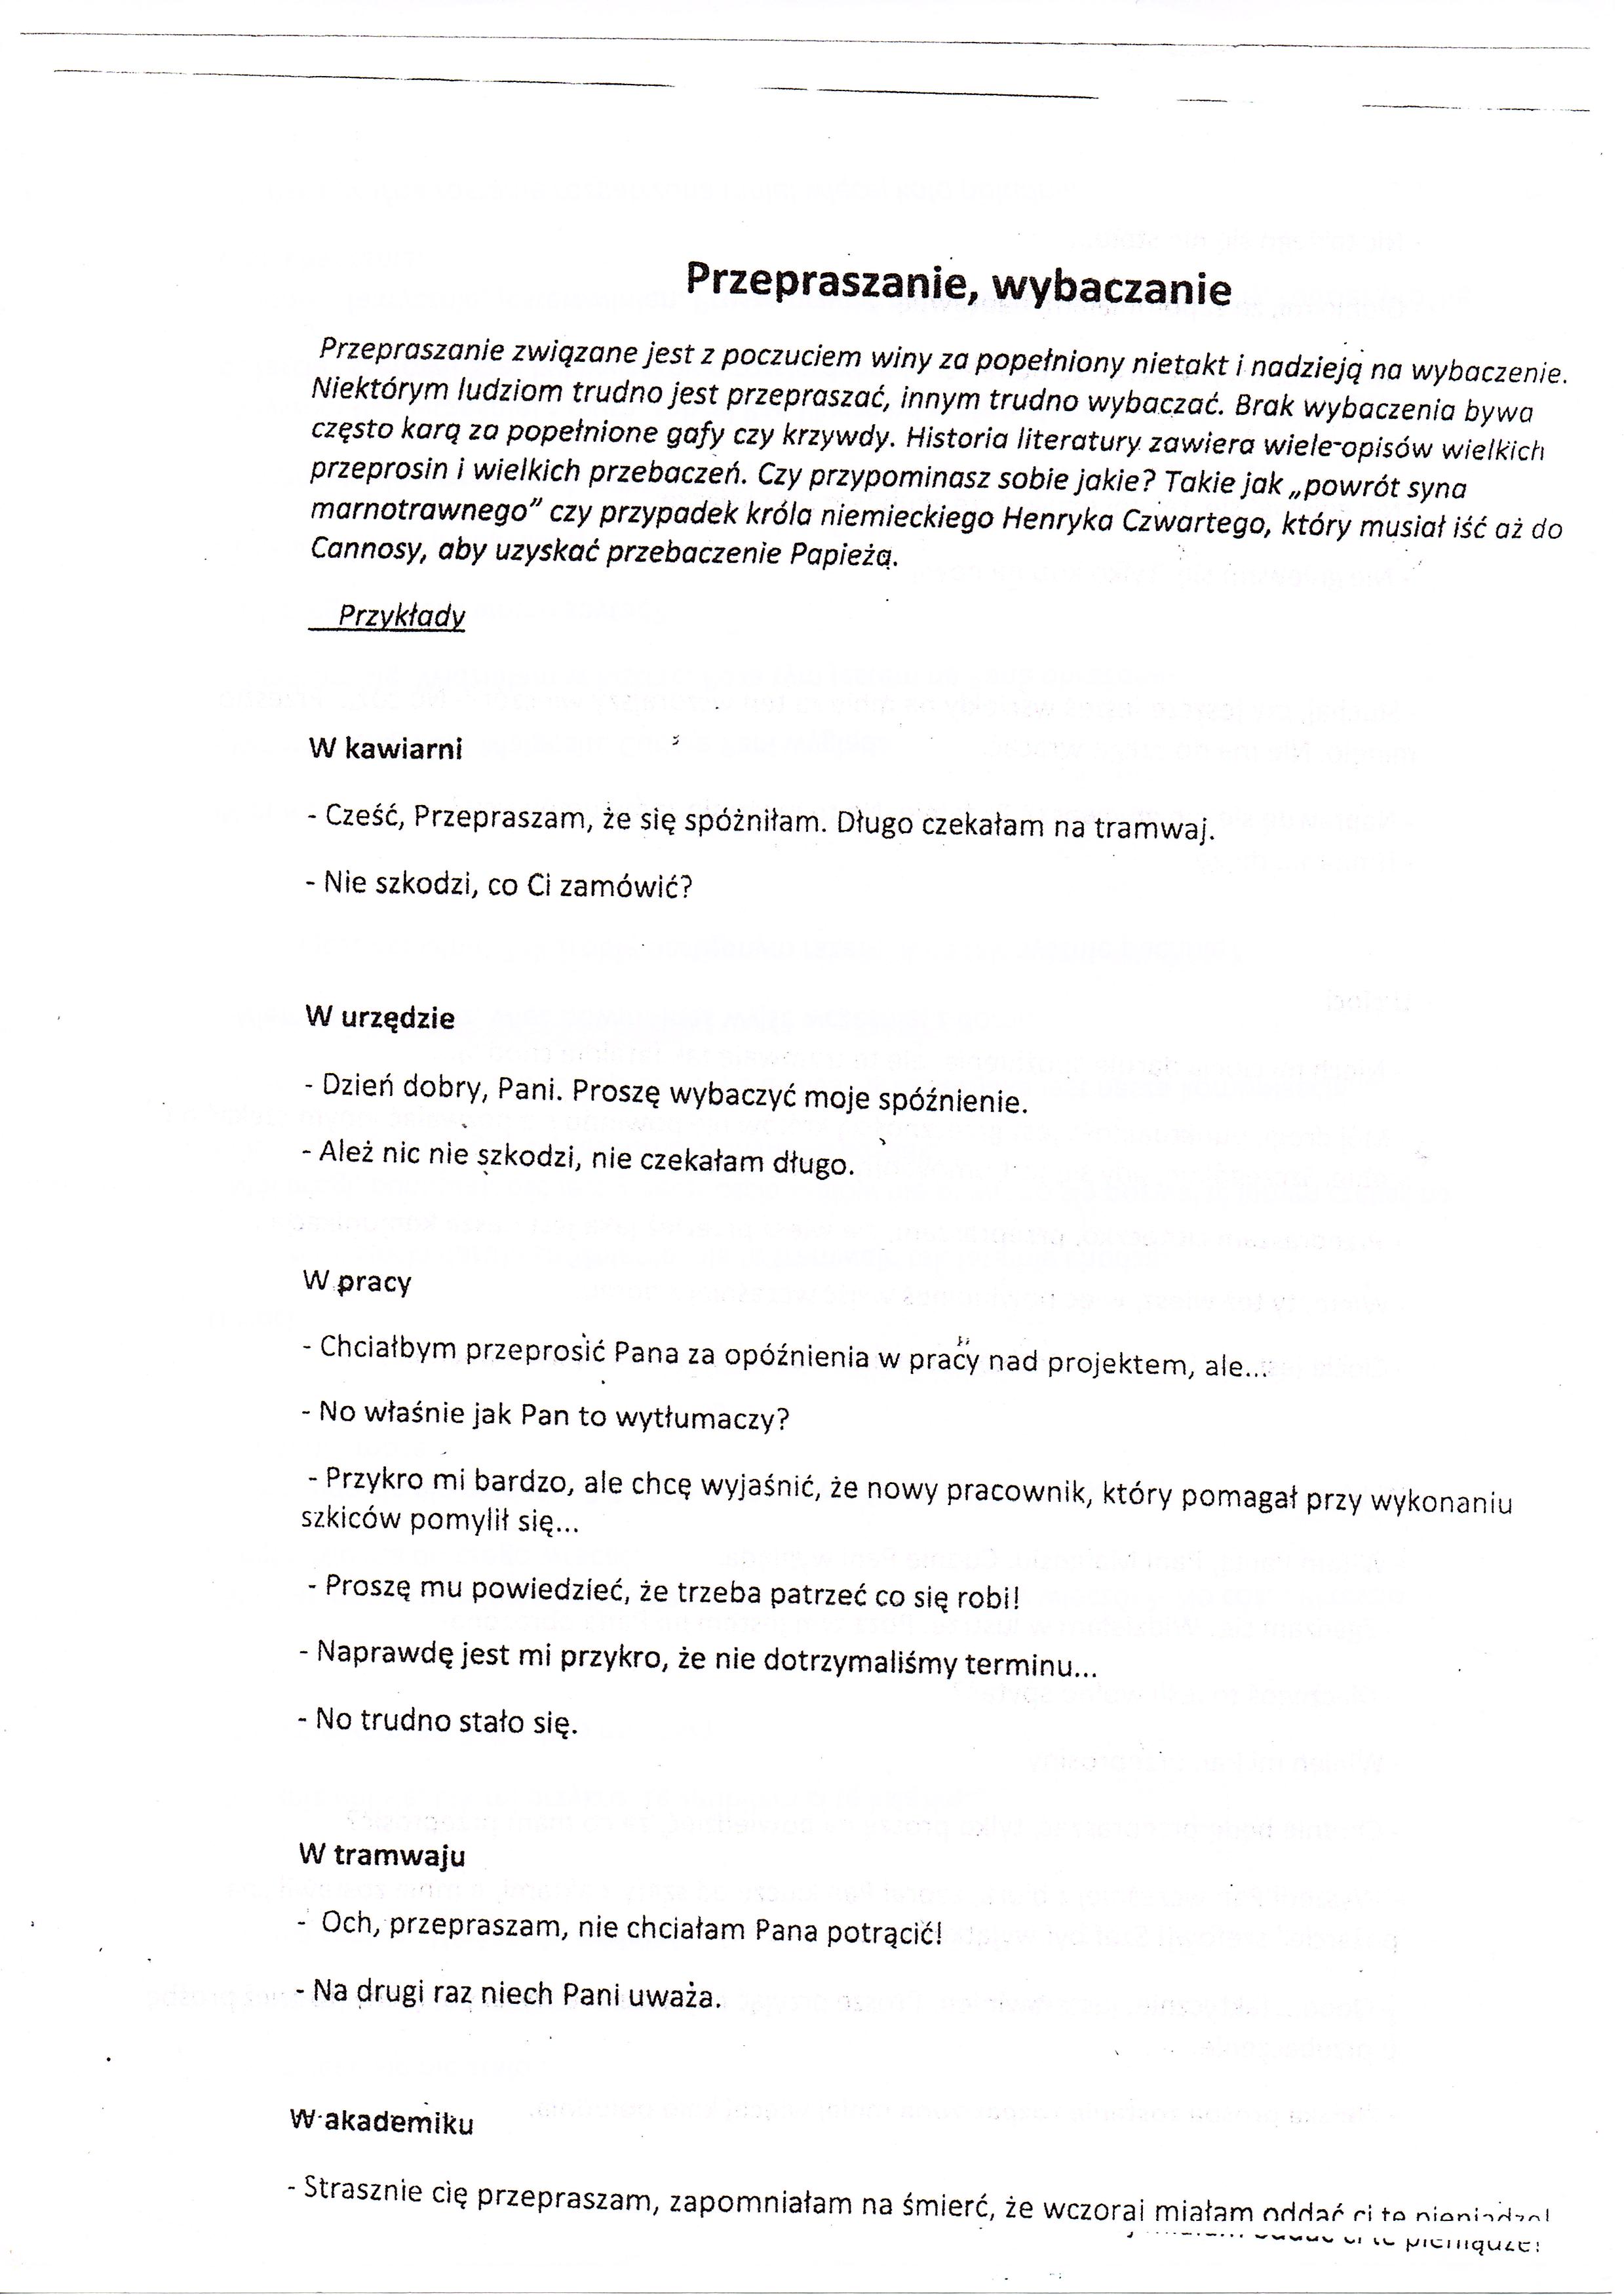 Przepraszanie, wybaczanie
Przepraszanie związane jest z poczuciem winy za popełniony nietakt i nadzieją na wybaczenie.
Niektórym ludziom trudno jest przepraszać, innym trudno wybaczać. Brak wybaczenia bywa
często karą za popełnione gafy czy krzywdy. Historia literatury zawiera wiele opisów wielkich
przeprosin i wielkich przebaczeń. Czy przypominasz sobie jakie? Takie jak „powrót syna
marnotrawnego” czy przypadek króla niemieckiego Henryka Czwartego, który musiał iść aż do
Cannosy, aby uzyskać przebaczenie Papieża.
Przykłady
W kawiarni
- Cześć, Przepraszam, że się spóżniłam. Długo czekałam na tramwaj.
- Nie szkodzi, co Ci zamówić?
W urzędzie
- Dzień dobry, Pani. Proszę wybaczyć moje spóźnienie.
- Ależ nic nie szkodzi, nie czekałam długo.
W pracy
- Chciałbym przeprosić Pana za opóźnienia w pracy nad projektem, ale...
- No właśnie jak Pan to wytłumaczy?
- Przykro mi bardzo, ale chcę wyjaśnić, że nowy pracownik, który pomagał przy wykonaniu
szkiców pomylił się...
- Proszę mu powiedzieć, że trzeba patrzeć co się robi!
- Naprawdę jest mi przykro, że nie dotrzymaliśmy terminu...
- No trudno stało się.
W tramwaju
- Och, przepraszam, nie chciałam Pana potrącić!
- Na drugi raz niech Pani uważa.
W akademiku
- Strasznie cię przepraszam, zapomniałam na śmierć, że wczoraj miałam oddać ci te pieniądze!